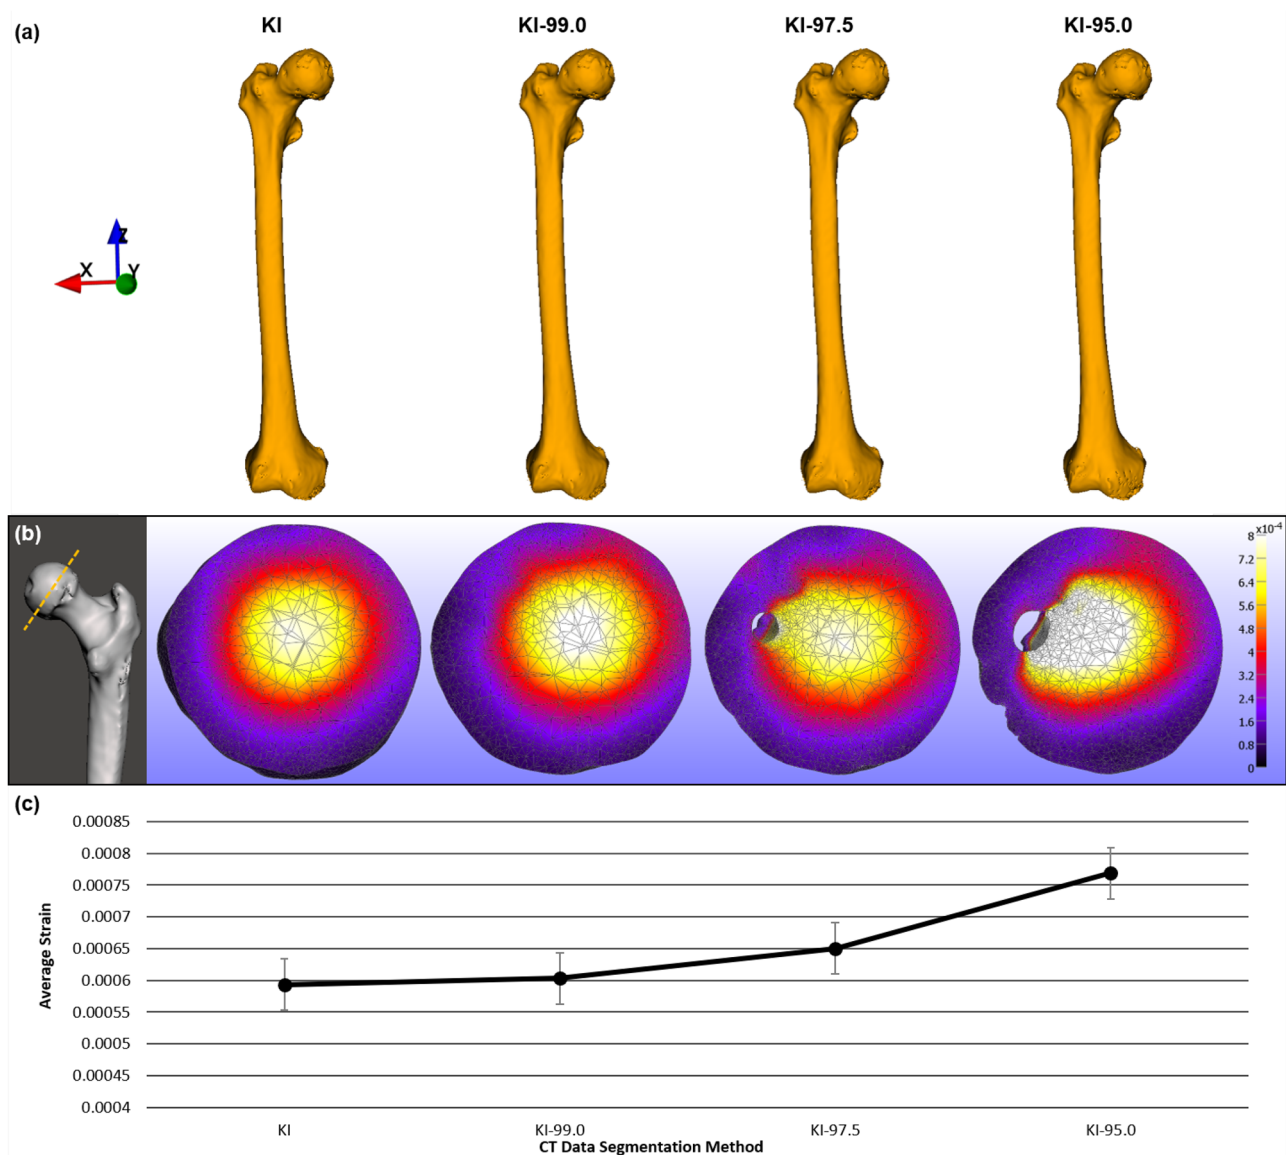 (a)
KI KI-99.0 KI-97.5 KI-95.0
Z
X Y
(b)
x10-4
8
7.2
6.4
5.6
4.8
4
3.2
2.4
1.6
0.8
0
(c)
0.00085
0.0008
0.00075
0.0007
0.00065
0.0006
0.00055
0.0005
0.00045
0.0004
Average Strain
KI KI-99.0 KI-97.5 KI-95.0
CT Data Segmentation Method